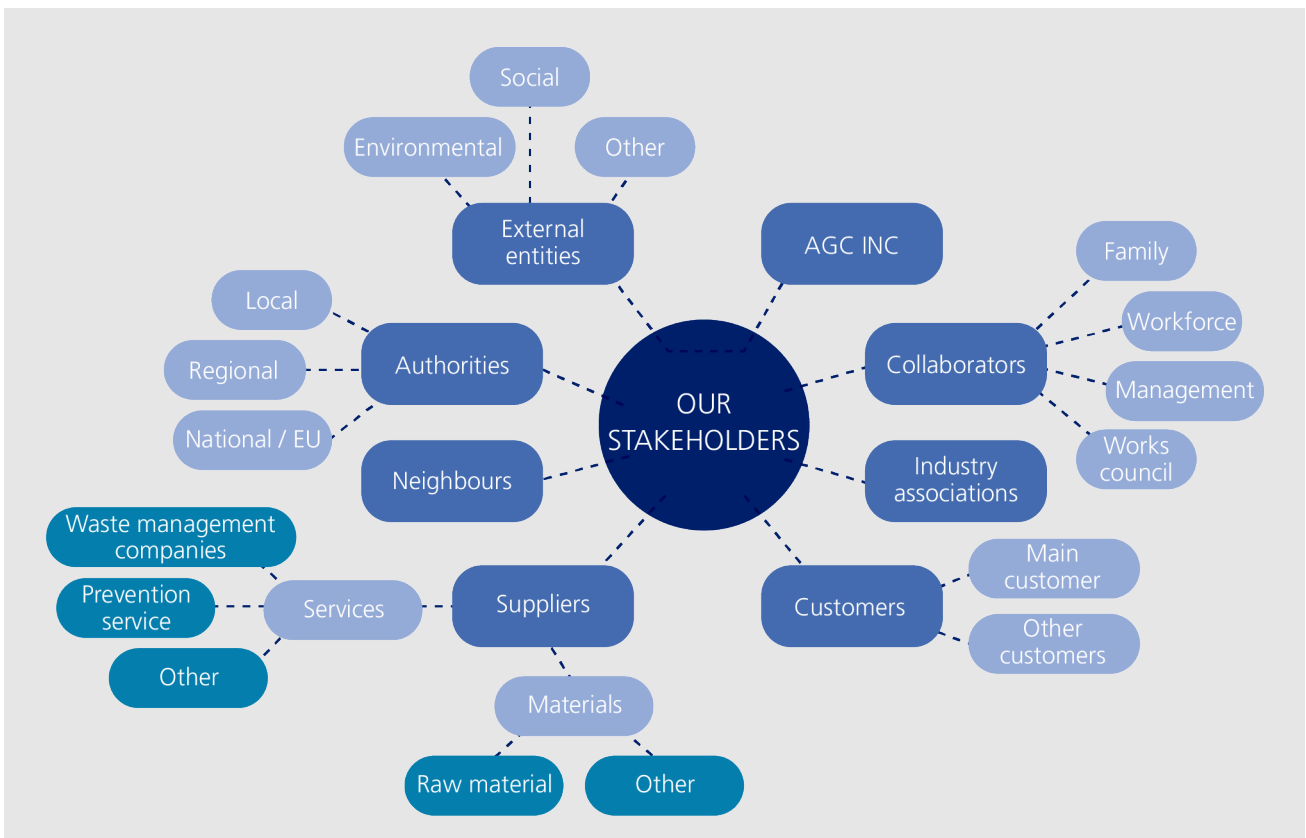 Social
Environmental
Other
External
entities
AGC INC
Family
Local
Workforce
Authorities
Collaborators
Regional
Management
OUR
STAKEHOLDERS
National / EU
Works
council
Neighbours
Industry
associations
Waste management
companies
Main
customer
Prevention
service
Services
Suppliers
Customers
Other
customers
Other
Materials
Raw material
Other